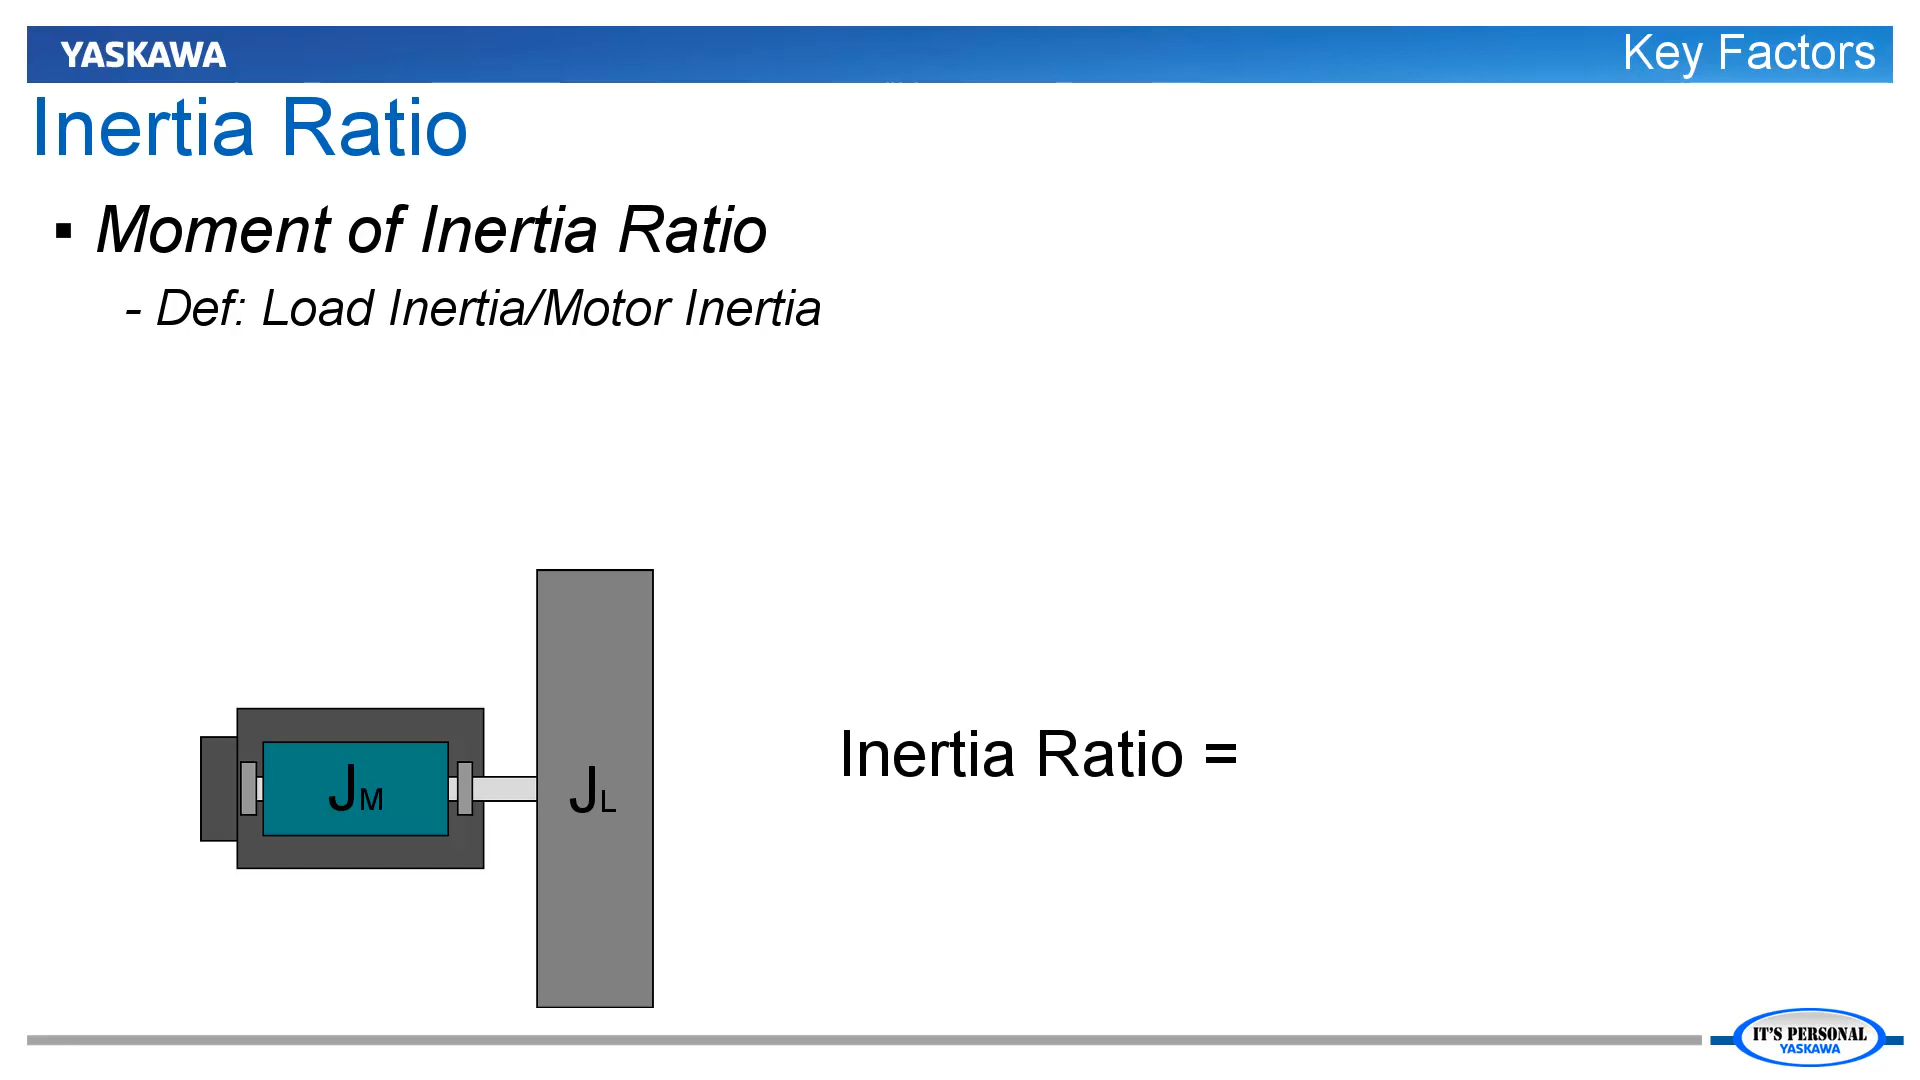 YASKAWA
Key Factors
Inertia Ratio
▪ Moment of Inertia Ratio
- Def: Load Inertia/Motor Inertia
JM
JL
Inertia Ratio =
IT'S PERSONAL
YASKAWA